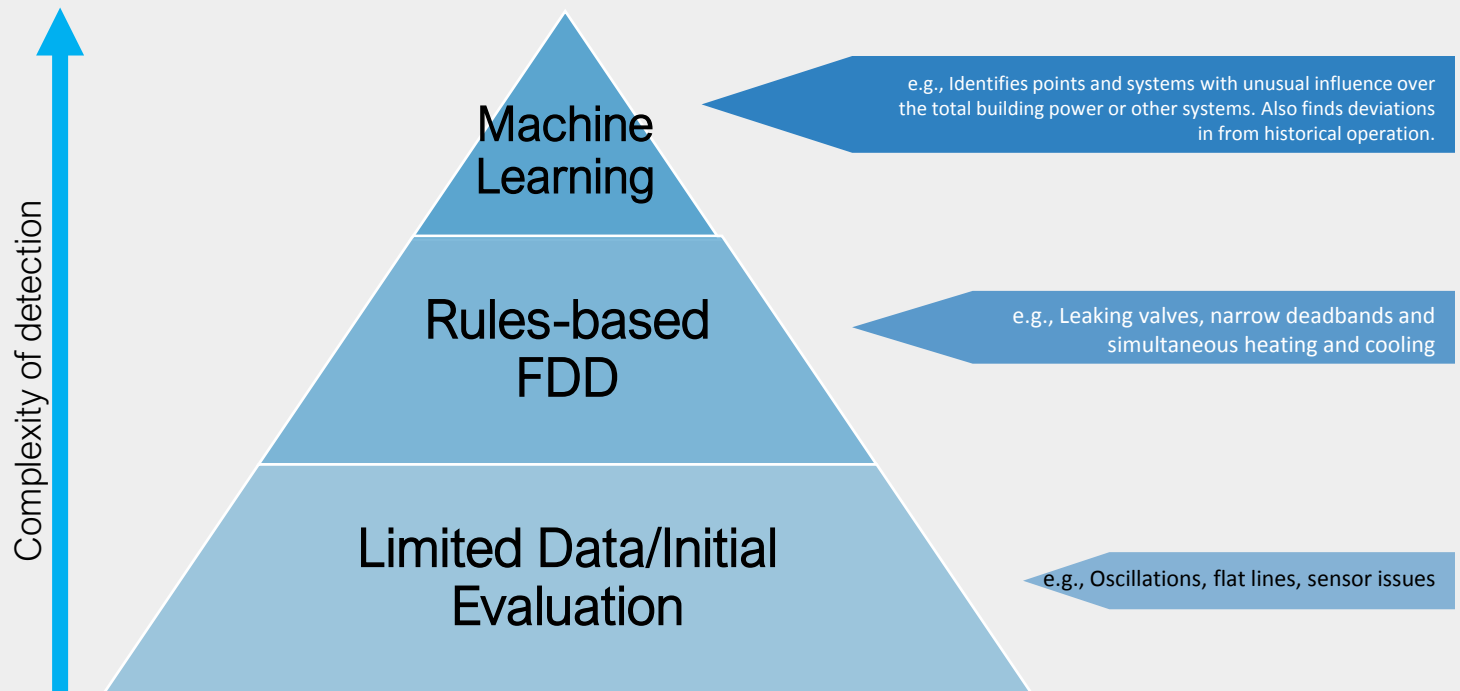 Complexity of detection
Machine
Learning
e.g., Identifies points and systems with unusual influence over
the total building power or other systems. Also finds deviations
in from historical operation.
Rules-based
FDD
e.g., Leaking valves, narrow deadbands and
simultaneous heating and cooling
Limited Data/Initial
Evaluation
e.g., Oscillations, flat lines, sensor issues